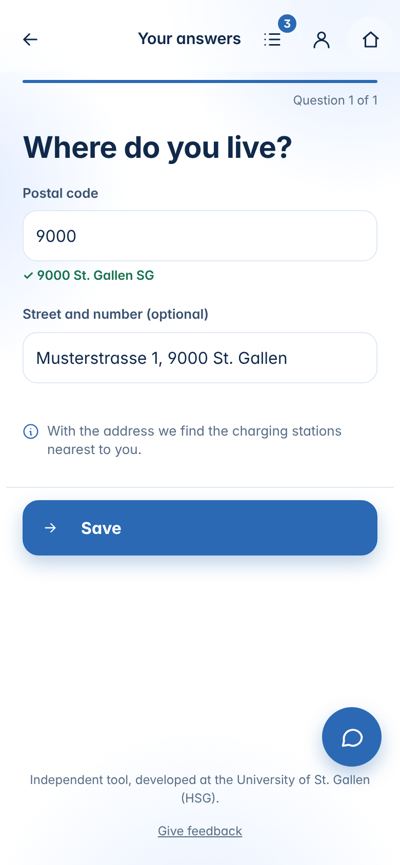 Your answers
3
Question 1 of 1
Where do you live?
Postal code
9000
✓ 9000 St. Gallen SG
Street and number (optional)
Musterstrasse 1, 9000 St. Gallen
With the address we find the charging stations
nearest to you.
Save
Independent tool, developed at the University of St. Gallen
(HSG).
Give feedback